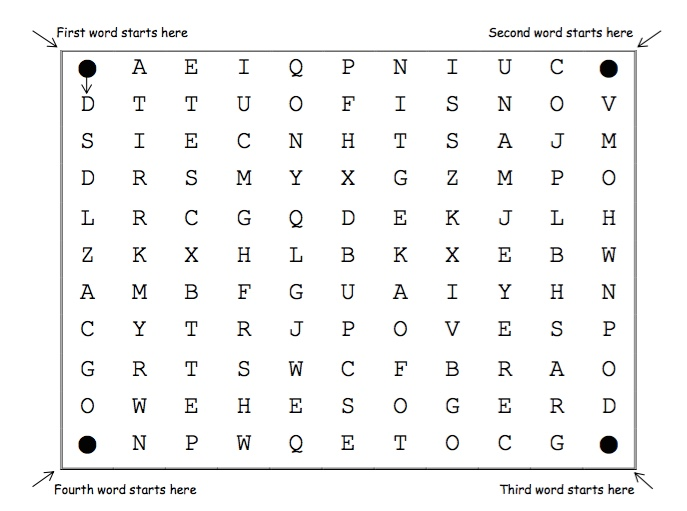 First word starts here Second word starts here
● A E I Q P N I U C ●
D T T U O F I S N O V
S I E C N H T S A J M
D R S M Y X G Z M P O
L R C G Q D E K J L H
Z K X H L B K X E B W
A M B F G U A I Y H N
C Y T R J P O V E S P
G R T S W C F B R A O
O W E H E S O G E R D
● N P W Q E T O C G ●
Fourth word starts here Third word starts here